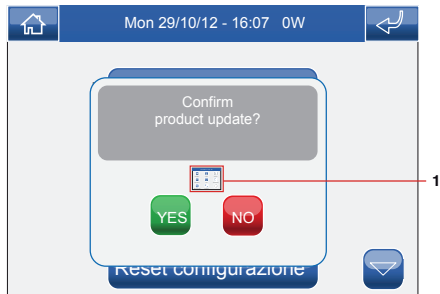 Mon 29/10/12 - 16:07 0W
Confirm
product update?
1
YES NO
Reset configurazione